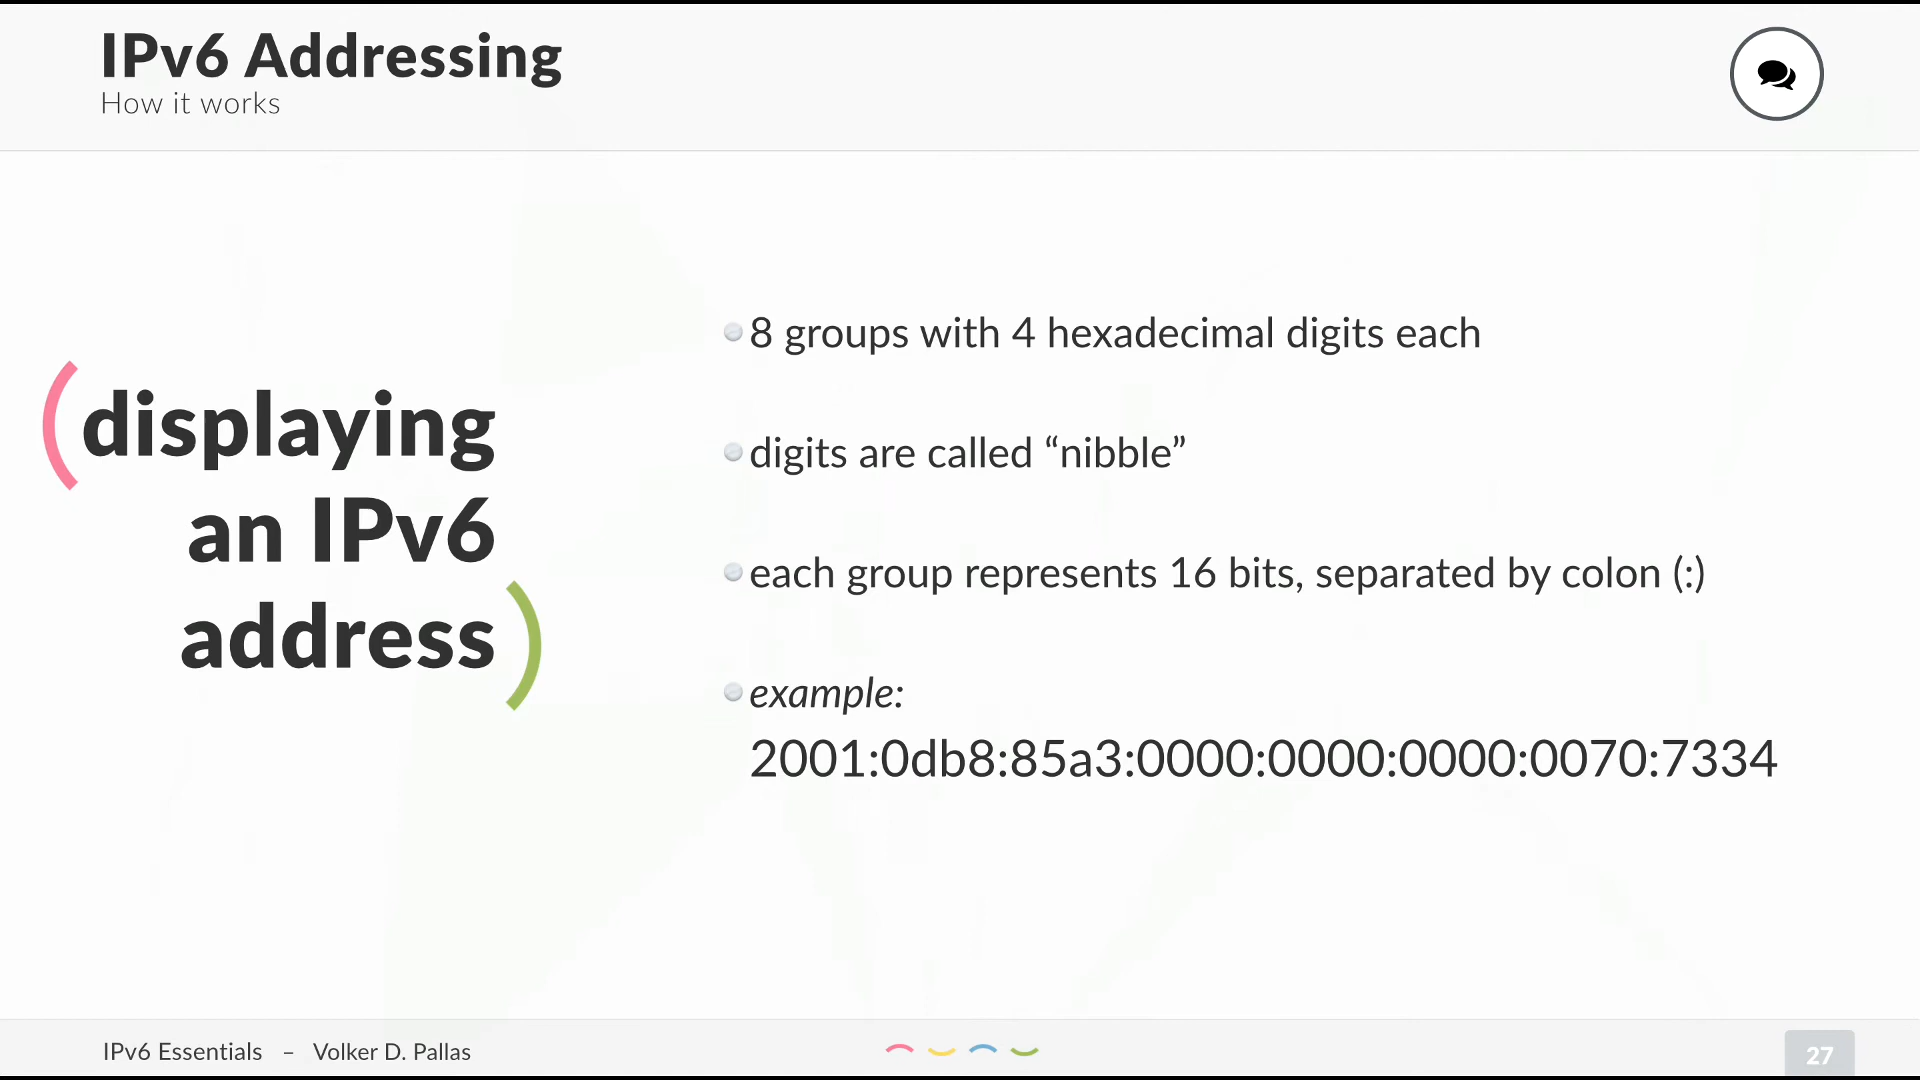 IPv6 Addressing
How it works
(displaying
an IPv6
address)
8 groups with 4 hexadecimal digits each
digits are called “nibble”
each group represents 16 bits, separated by colon (:)
example:
2001:0db8:85a3:0000:0000:0000:0070:7334
IPv6 Essentials – Volker D. Pallas
27